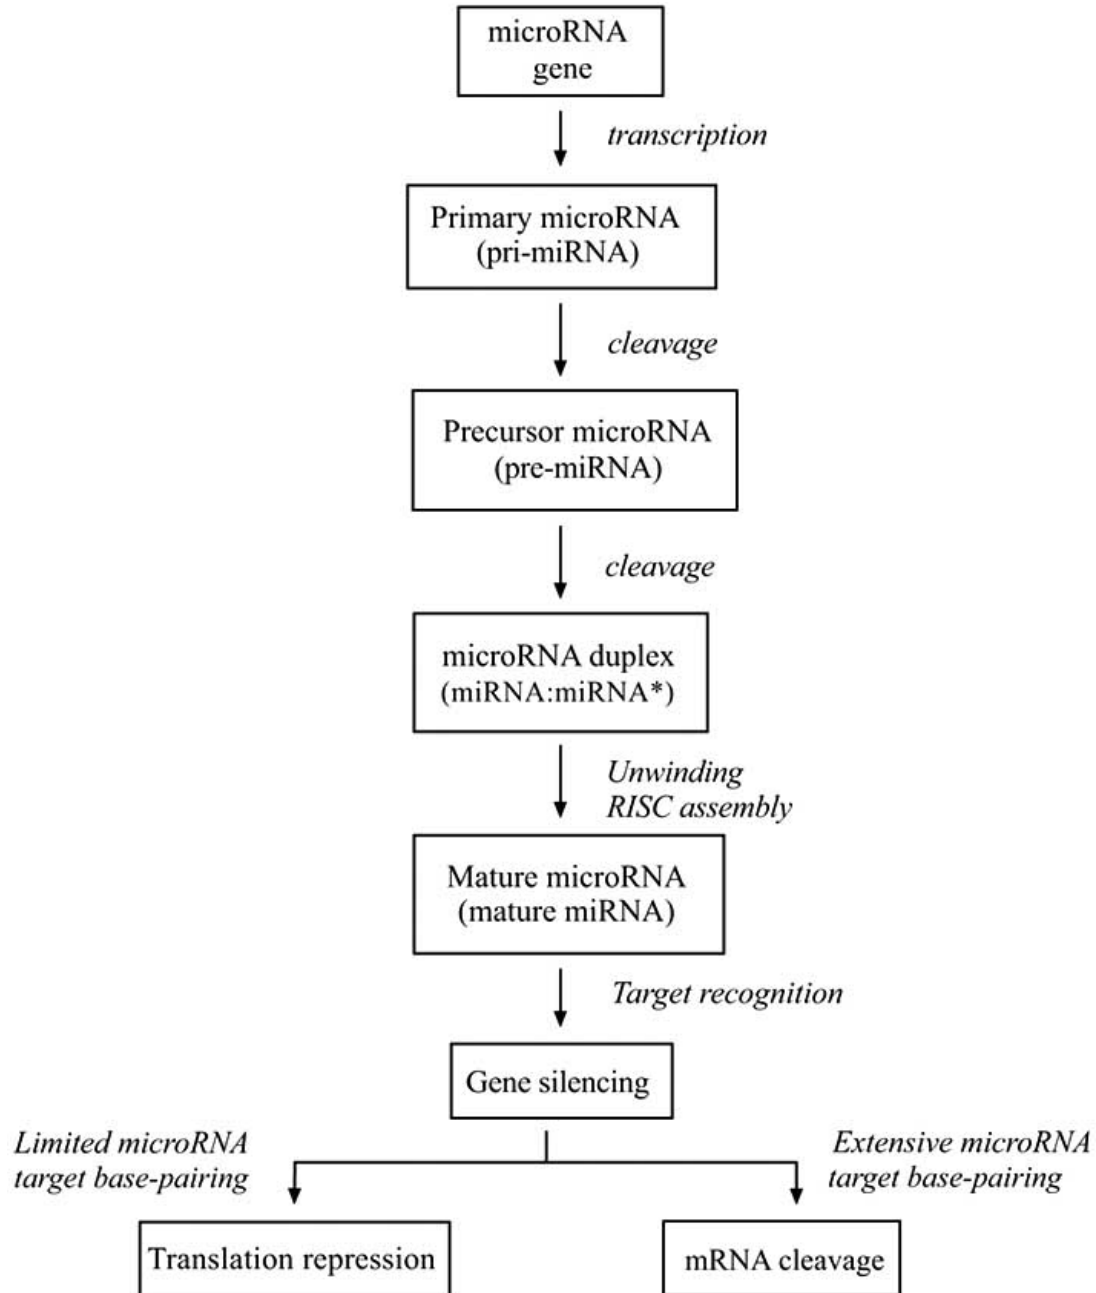 microRNA
gene
transcription
Primary microRNA
(pri-miRNA)
cleavage
Precursor microRNA
(pre-miRNA)
cleavage
microRNA duplex
(miRNA:miRNA*)
Unwinding
RISC assembly
Mature microRNA
(mature miRNA)
Target recognition
Gene silencing
Limited microRNA
target base-pairing
Extensive microRNA
target base-pairing
Translation repression
mRNA cleavage